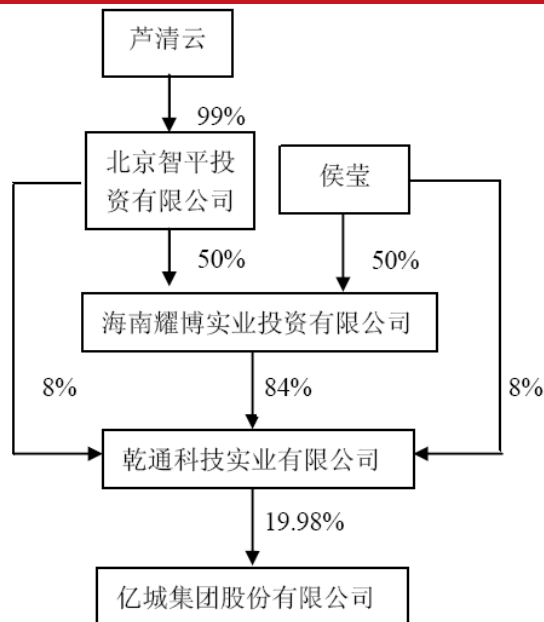 芦清云
99%
北京智平投
资有限公司
侯莹
50%
50%
海南耀博实业投资有限公司
8%
84%
8%
乾通科技实业有限公司
19.98%
亿城集团股份有限公司